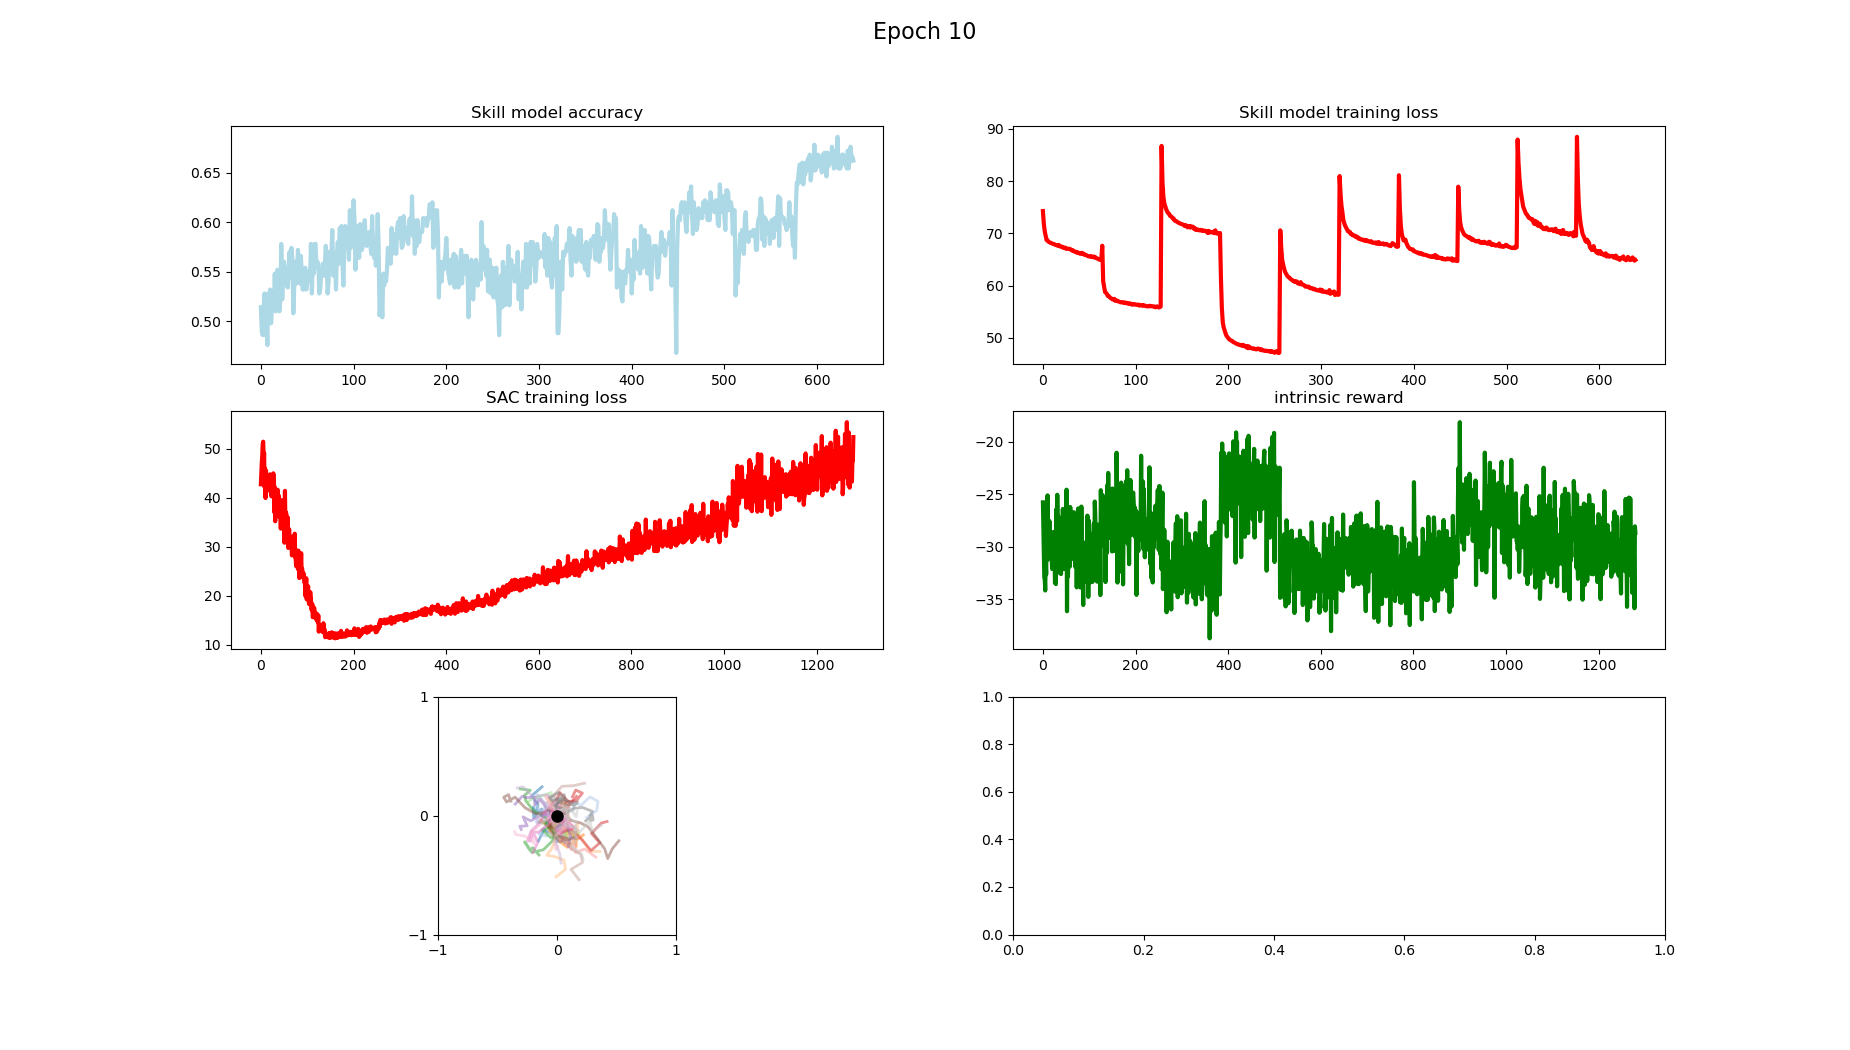 Epoch 10
Skill model accuracy
0.65
0.60
0.55
0.50
0 100 200 300 400 500 600
Skill model training loss
90
80
70
60
50
0 100 200 300 400 500 600
SAC training loss
50
40
30
20
10
0 200 400 600 800 1000 1200
intrinsic reward
−20
−25
−30
−35
0 200 400 600 800 1000 1200
1
0
−1
−1 0 1
1.0
0.8
0.6
0.4
0.2
0.0
0.0 0.2 0.4 0.6 0.8 1.0